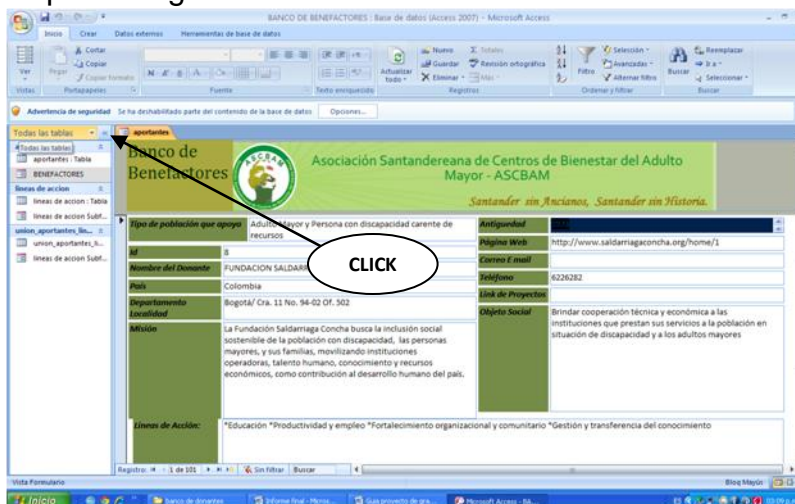 BANCO DE BENEFACTORES : Base de datos (Access 2007) - Microsoft Access
Inicio Crear Datos externos Herramientas de base de datos
Ver
Pegar
Cortar
Copiar
Copiar formato
N K S
Actualizar todo
Nuevo
Guardar
Eliminar
Totales
Revisión ortográfica
Más
Filtro
Selección
Avanzadas
Alternar filtro
Buscar
Reemplazar
Ir a
Seleccionar
Vistas Portapapeles Fuente Texto enriquecido Registros Ordenar y filtrar Buscar
Advertencia de seguridad Se ha deshabilitado parte del contenido de la base de datos Opciones...
Todas las tablas
Todas las tablas
aportantes : Tabla
BENEFACTORES
lineas de accion
lineas de accion : Tabla
lineas de accion Subf...
union_aportantes_lin...
union_aportantes_li...
lineas de accion Subf...
aportantes
Banco de
Benefactores
ASCBAM
Asociación Santandereana de Centros de Bienestar del Adulto
Mayor - ASCBAM
Santander sin Ancianos, Santander sin Historia.
Tipo de población que apoya Adulto Mayor y Persona con discapacidad carente de
recursos
Id 8
Nombre del Donante FUNDACION SALDARR
País Colombia
Departamento
Localidad
Bogotá/ Cra. 11 No. 94-02 Of. 502
Misión La Fundación Saldarriaga Concha busca la inclusión social
sostenible de la población con discapacidad, las personas
mayores, y sus familias, movilizando instituciones
operadoras, talento humano, conocimiento y recursos
económicos, como contribución al desarrollo humano del país.
Antiguedad
Página Web http://www.saldarriagaconcha.org/home/1
Correo E mail
Teléfono 6226282
Link de Proyectos
Objeto Social Brindar cooperación técnica y económica a las
instituciones que prestan sus servicios a la población en
situación de discapacidad y a los adultos mayores
CLICK
Lineas de Acción: *Educación *Productividad y empleo *Fortalecimiento organizacional y comunitario *Gestión y transferencia del conocimiento
Registro: 1 de 101 Sin filtrar Buscar
Vista Formulario Bloq Mayús
Inicio banco de donantes Informe final - Micros... Guias proyecto de gra... Microsoft Access - BA... 03:09 p.m.